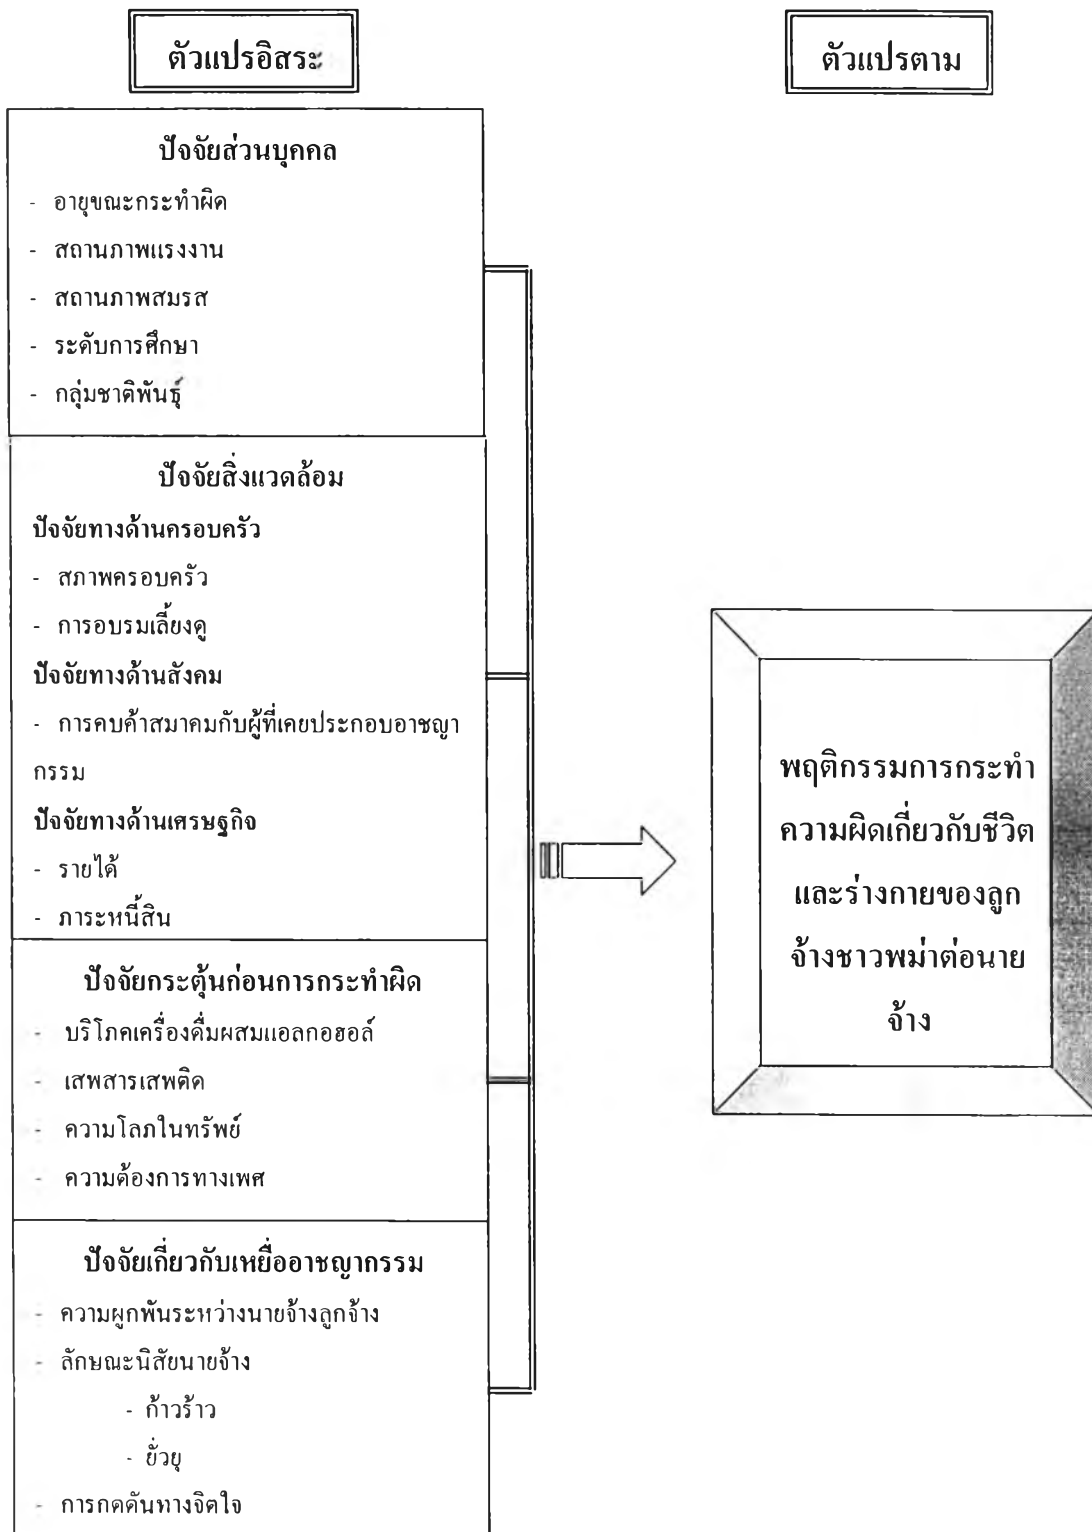 ตัวแปรอิสระ
ตัวแปรตาม
ปัจจัยส่วนบุคคล
- อายุขณะกระทำผิด
- สถานภาพแรงงาน
- สถานภาพสมรส
- ระดับการศึกษา
- กลุ่มชาติพันธุ์
ปัจจัยสิ่งแวดล้อม
ปัจจัยทางด้านครอบครัว
- สภาพครอบครัว
- การอบรมเลี้ยงดู
ปัจจัยทางด้านสังคม
- การคบค้าสมาคมกับผู้ที่เคยประกอบอาชญา
กรรม
ปัจจัยทางด้านเศรษฐกิจ
- รายได้
- ภาระหนี้สิน
ปัจจัยกระตุ้นก่อนการกระทำผิด
- บริโภคเครื่องดื่มผสมแอลกอฮอล์
- เสพสารเสพติด
- ความโลภในทรัพย์
- ความต้องการทางเพศ
ปัจจัยเกี่ยวกับเหยื่ออาชญากรรม
- ความผูกพันระหว่างนายจ้างลูกจ้าง
- ลักษณะนิสัยนายจ้าง
- ก้าวร้าว
- ยั่วยุ
- การกดดันทางจิตใจ
พฤติกรรมการกระทำ
ความผิดเกี่ยวกับชีวิต
และร่างกายของลูก
จ้างชาวพม่าต่อนาย
จ้าง